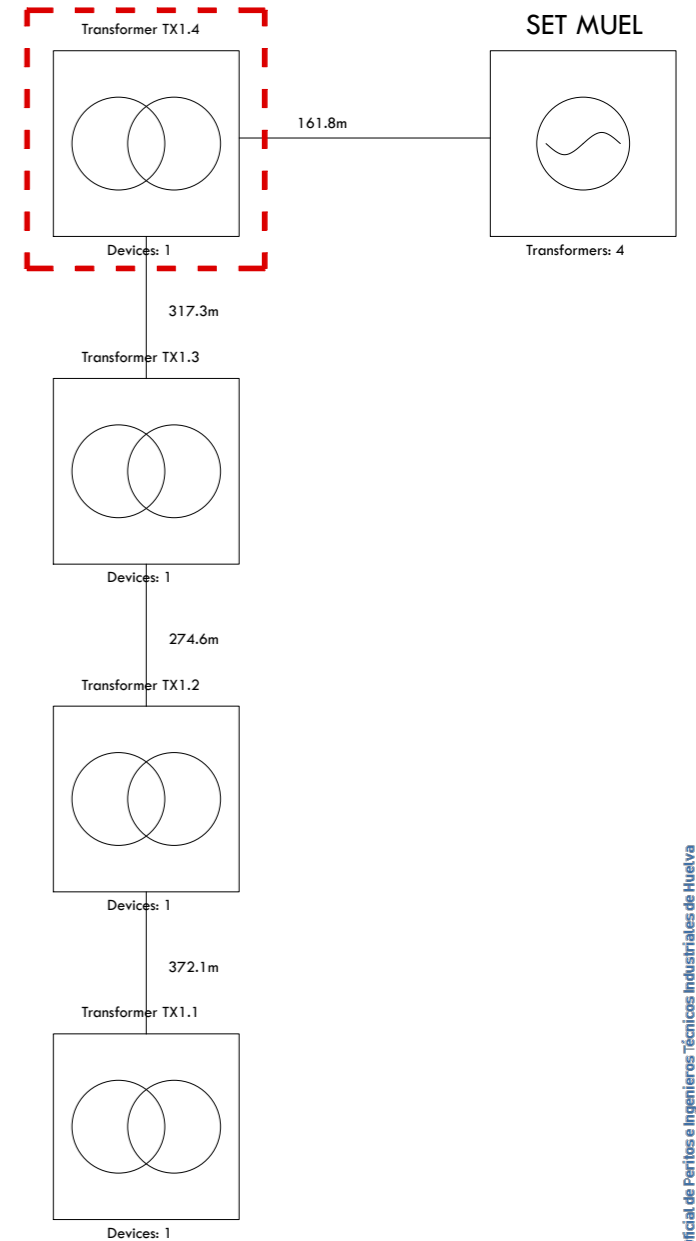 Transformer TX1.4
SET MUEL
161.8m
Devices: 1
Transformers: 4
317.3m
Transformer TX1.3
Devices: 1
274.6m
Transformer TX1.2
Devices: 1
372.1m
Transformer TX1.1
Devices: 1
de Peritos e Ingenieros Técnicos Industriales de Huelva